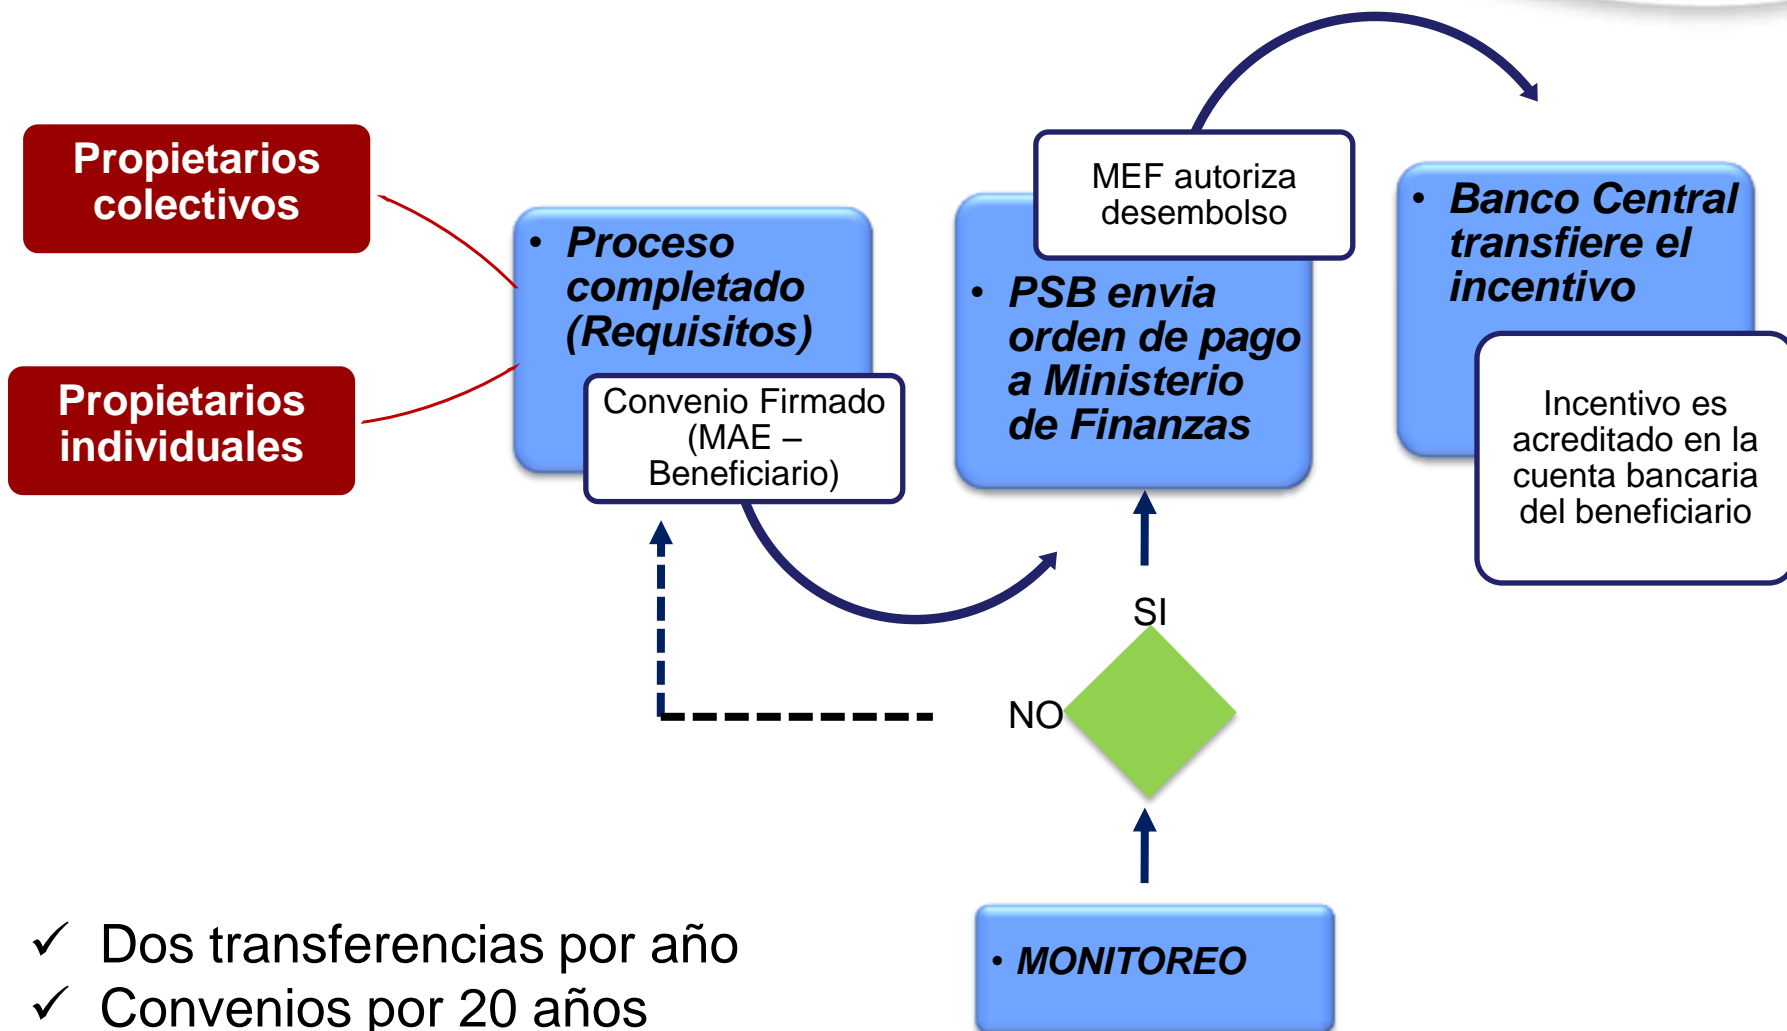 Propietarios
colectivos
Propietarios
individuales
• Proceso
completado
(Requisitos)
Convenio Firmado
(MAE –
Beneficiario)
MEF autoriza
desembolso
• PSB envia
orden de pago
a Ministerio
de Finanzas
• Banco Central
transfiere el
incentivo
Incentivo es
acreditado en la
cuenta bancaria
del beneficiario
SI
NO
• MONITOREO
✓ Dos transferencias por año
✓ Convenios por 20 años